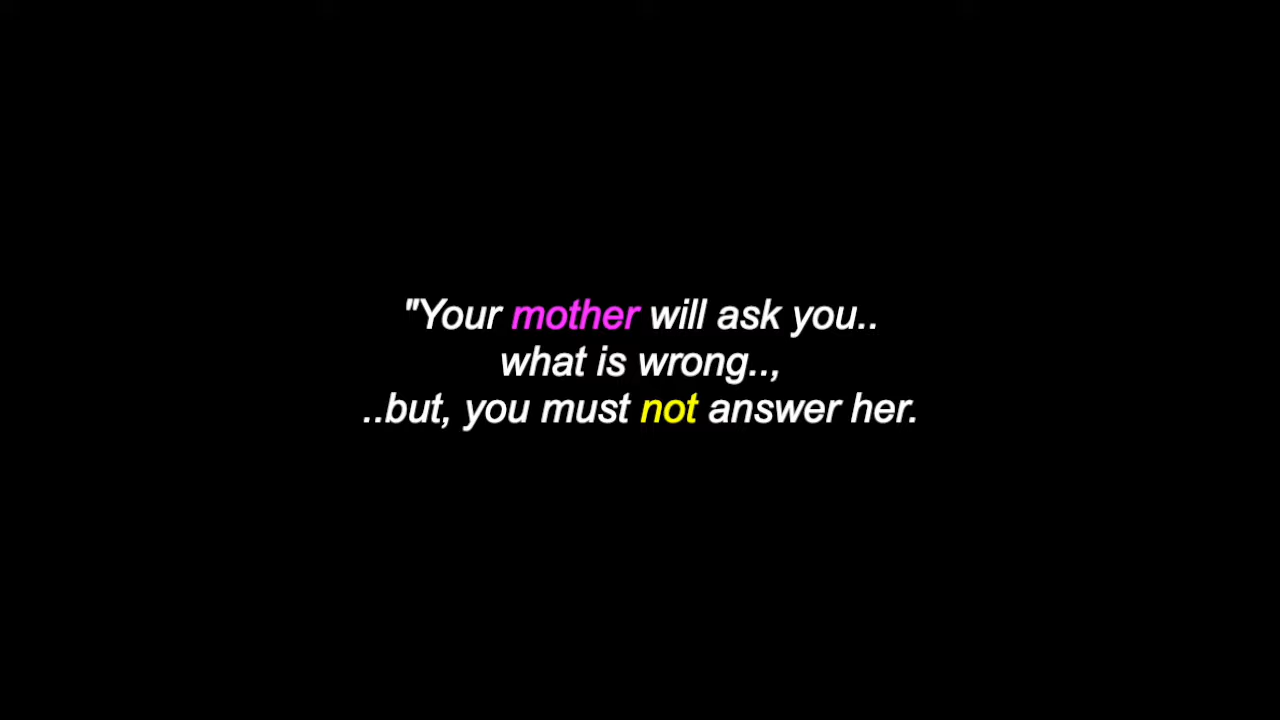 "Your mother will ask you..
what is wrong..,
..but, you must not answer her.